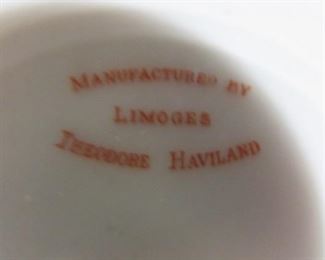 MANUFACTURED BY
LIMOGES
THEODORE HAVILAND